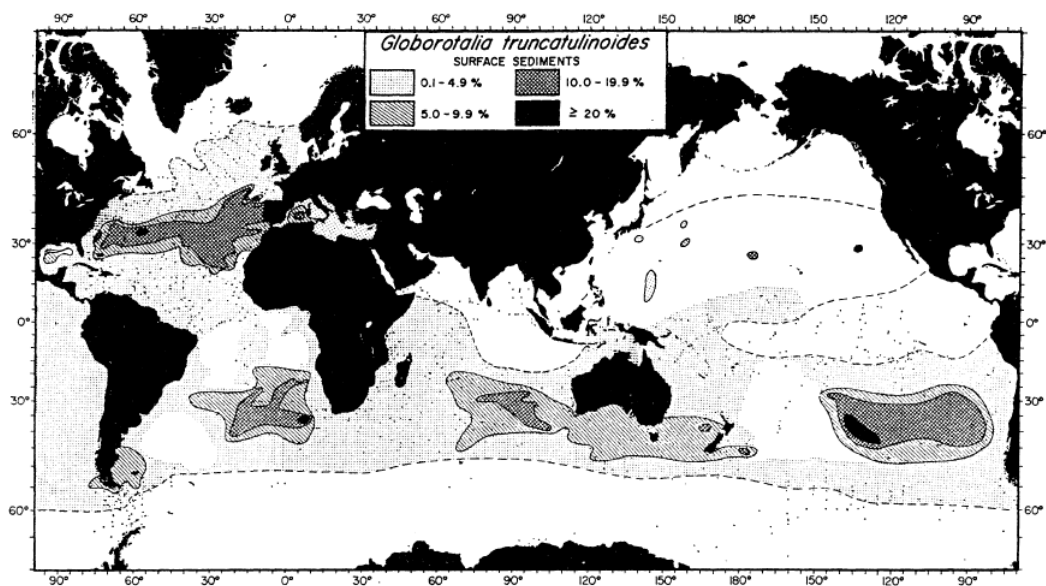 90° 60° 30° 0° 30° 60° 90° 120° 150° 180° 150° 120° 90°
Globorotalia truncatulinoides
SURFACE SEDIMENTS
0.1 – 4.9 % 10.0 – 19.9 %
5.0 – 9.9 % ≥ 20 %
60° 60°
30° 30°
0° 0°
30° 30°
60° 60°
90° 60° 30° 0° 30° 60° 90° 120° 150° 180° 150° 120° 90°